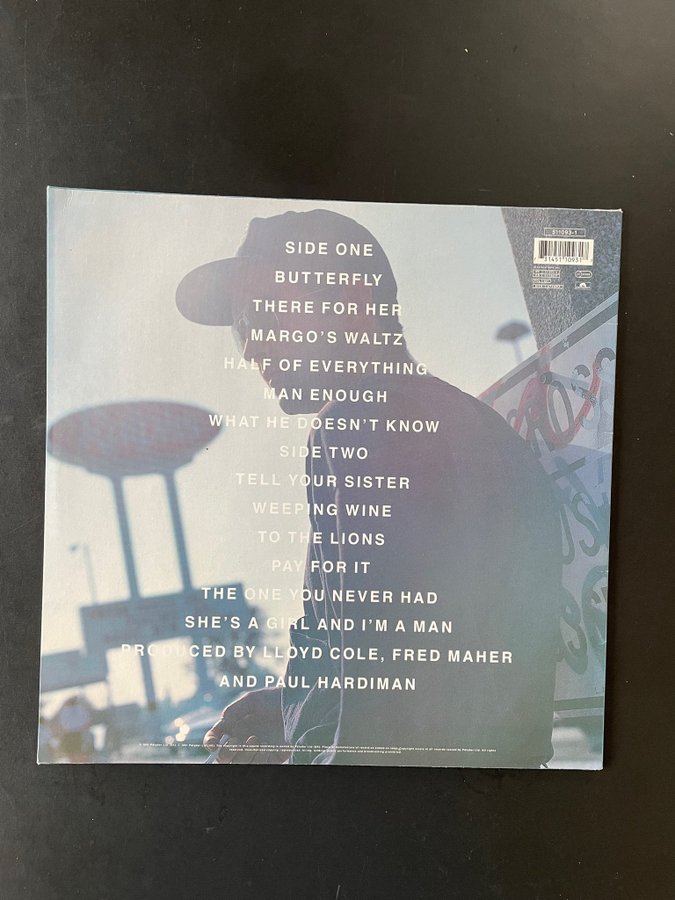 511093-1
SIDE ONE
BUTTERFLY
THERE FOR HER
MARGO'S WALTZ
HALF OF EVERYTHING
MAN ENOUGH
WHAT HE DOESN'T KNOW
SIDE TWO
TELL YOUR SISTER
WEEPING WINE
TO THE LIONS
PAY FOR IT
THE ONE YOU NEVER HAD
SHE'S A GIRL AND I'M A MAN
PRODUCED BY LLOYD COLE, FRED MAHER
AND PAUL HARDIMAN